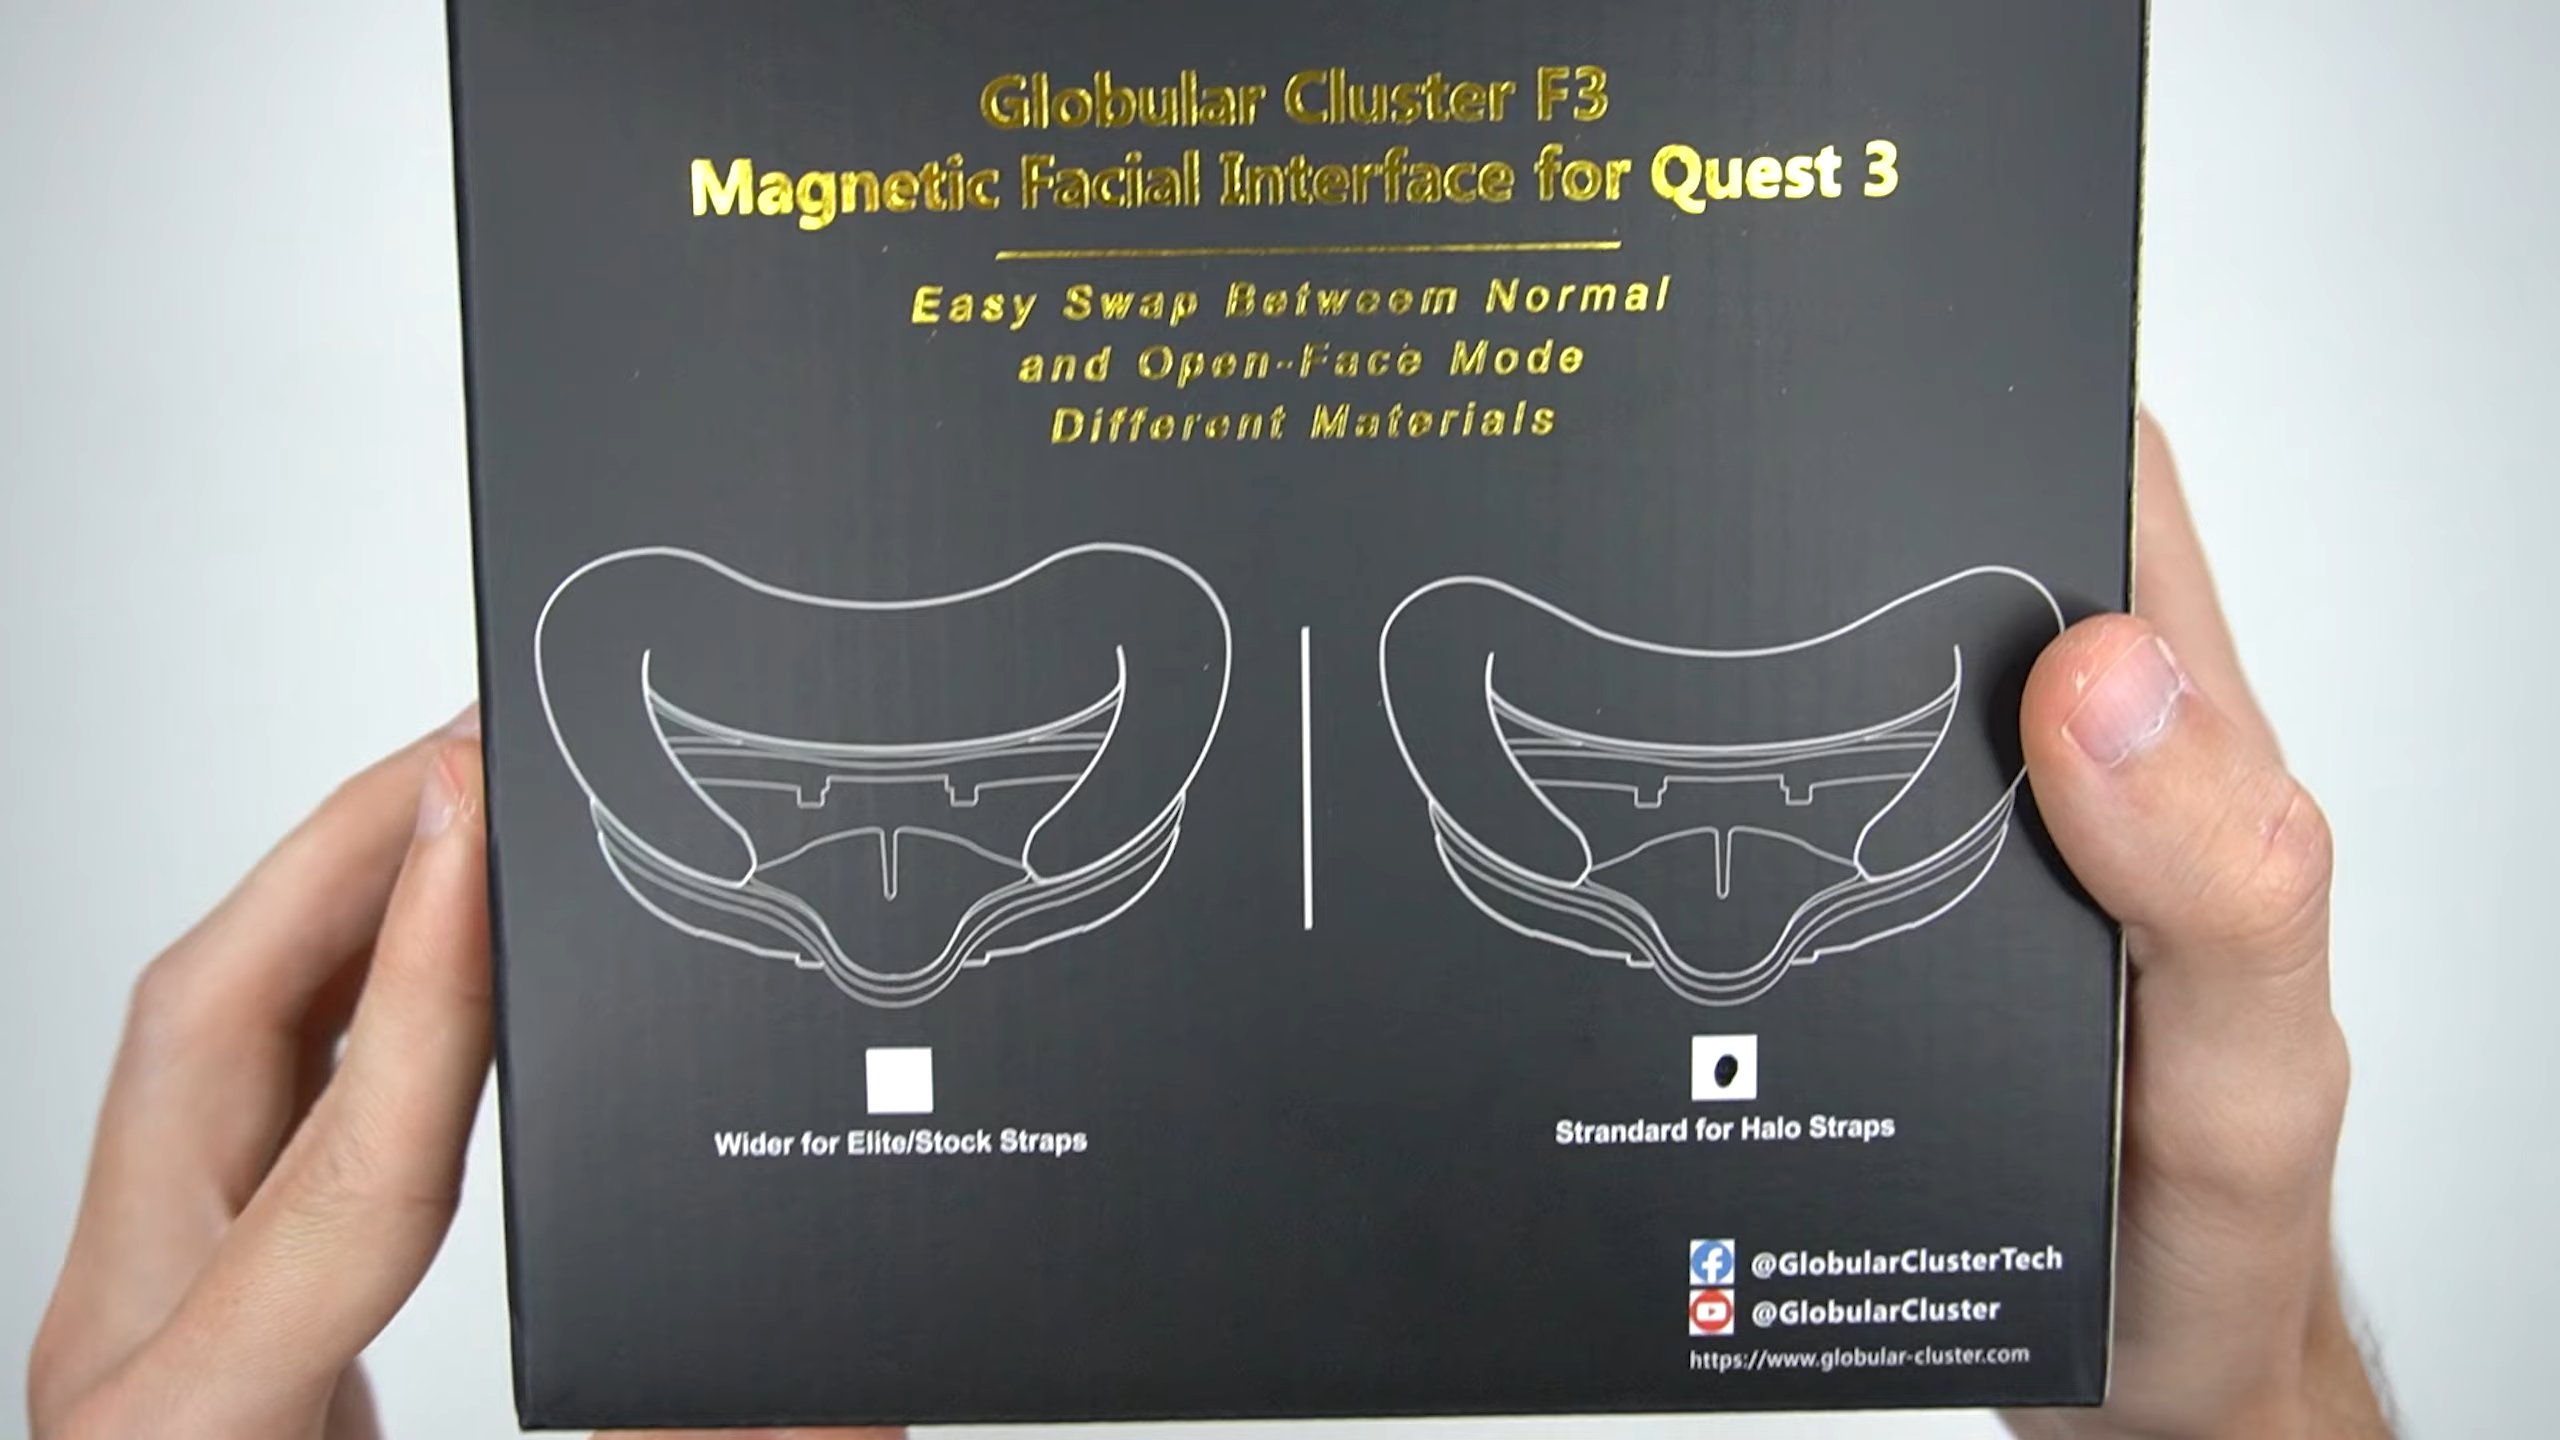 Globular Cluster F3
Magnetic Facial Interface for Quest 3
Easy Swap Betweem Normal
and Open-Face Mode
Different Materials
Wider for Elite/Stock Straps
Strandard for Halo Straps
@GlobularClusterTech
@GlobularCluster
https://www.globular-cluster.com